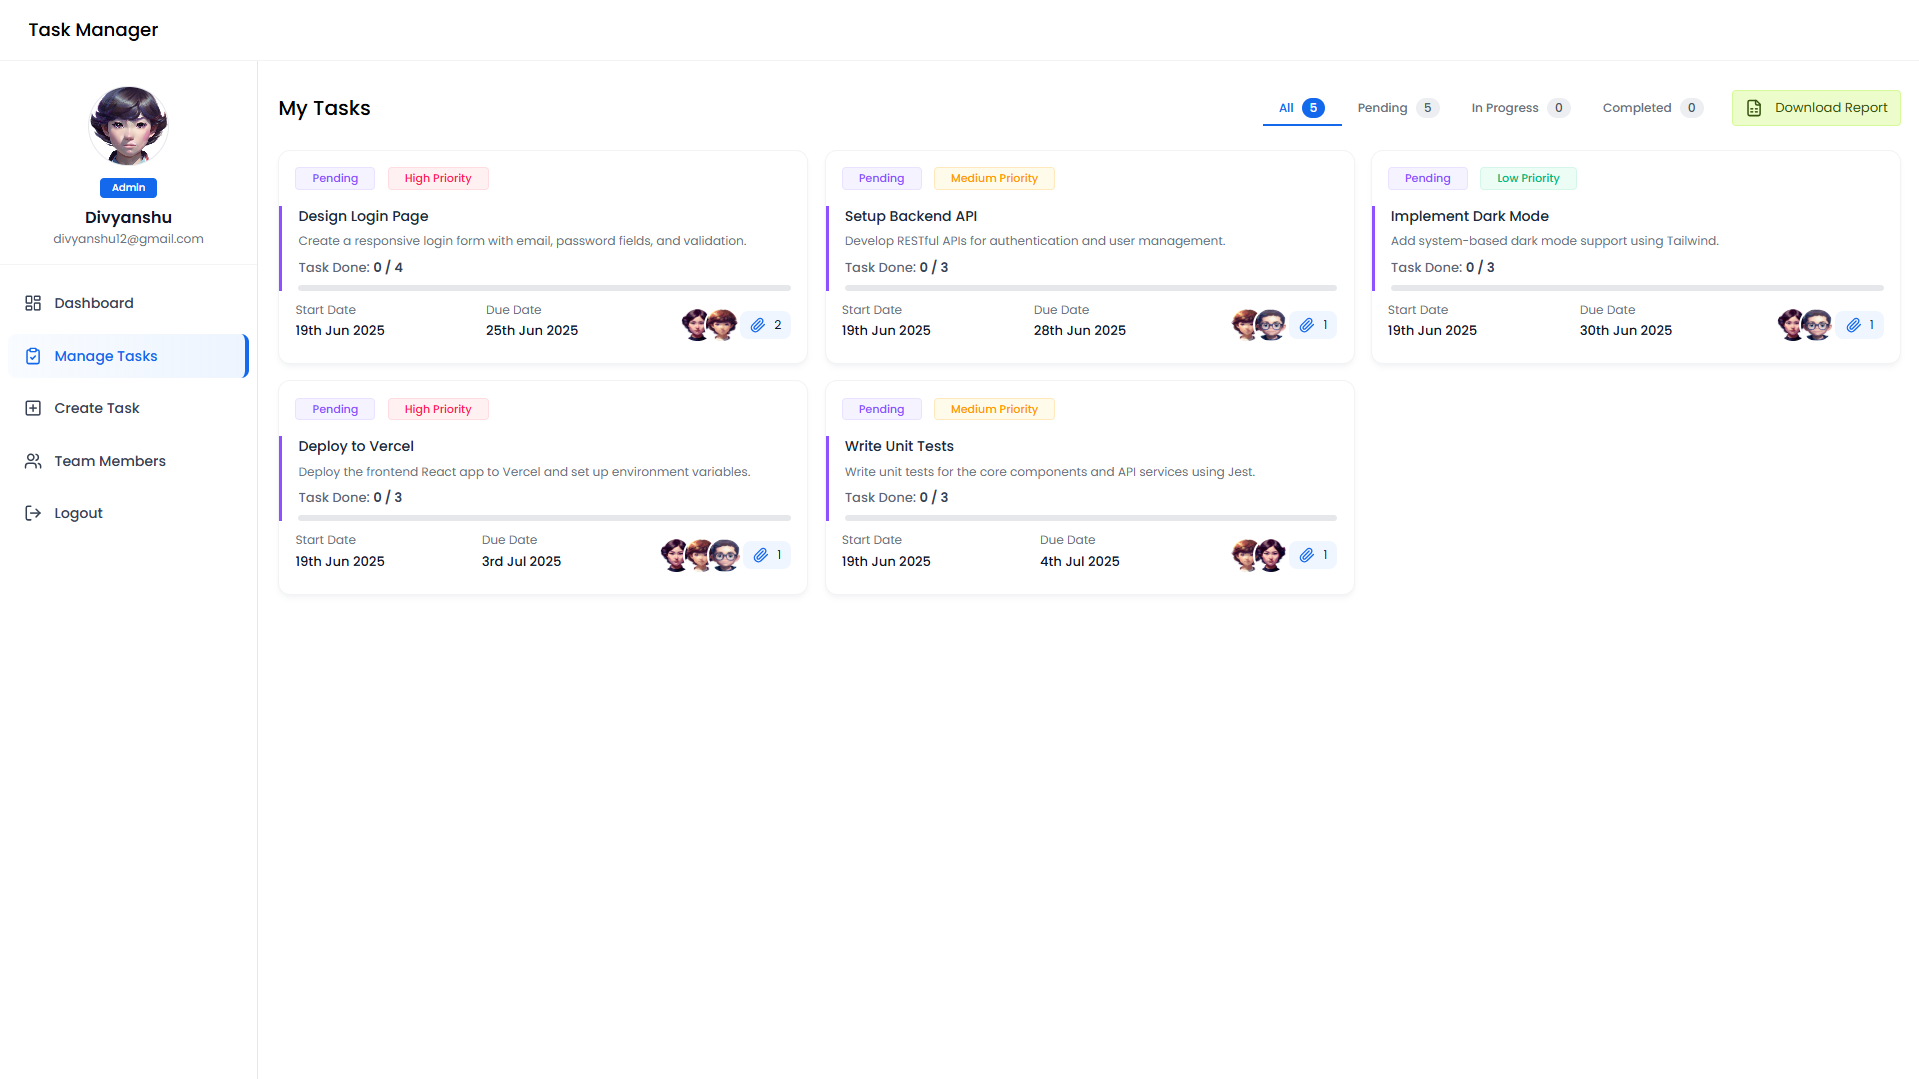 Task Manager
Admin
Divyanshu
divyanshu12@gmail.com
Dashboard
Manage Tasks
Create Task
Team Members
Logout
My Tasks
All 5 Pending 5 In Progress 0 Completed 0 Download Report
Pending High Priority
Design Login Page
Create a responsive login form with email, password fields, and validation.
Task Done: 0 / 4
Start Date Due Date
19th Jun 2025 25th Jun 2025 2
Pending Medium Priority
Setup Backend API
Develop RESTful APIs for authentication and user management.
Task Done: 0 / 3
Start Date Due Date
19th Jun 2025 28th Jun 2025 1
Pending Low Priority
Implement Dark Mode
Add system-based dark mode support using Tailwind.
Task Done: 0 / 3
Start Date Due Date
19th Jun 2025 30th Jun 2025 1
Pending High Priority
Deploy to Vercel
Deploy the frontend React app to Vercel and set up environment variables.
Task Done: 0 / 3
Start Date Due Date
19th Jun 2025 3rd Jul 2025 1
Pending Medium Priority
Write Unit Tests
Write unit tests for the core components and API services using Jest.
Task Done: 0 / 3
Start Date Due Date
19th Jun 2025 4th Jul 2025 1